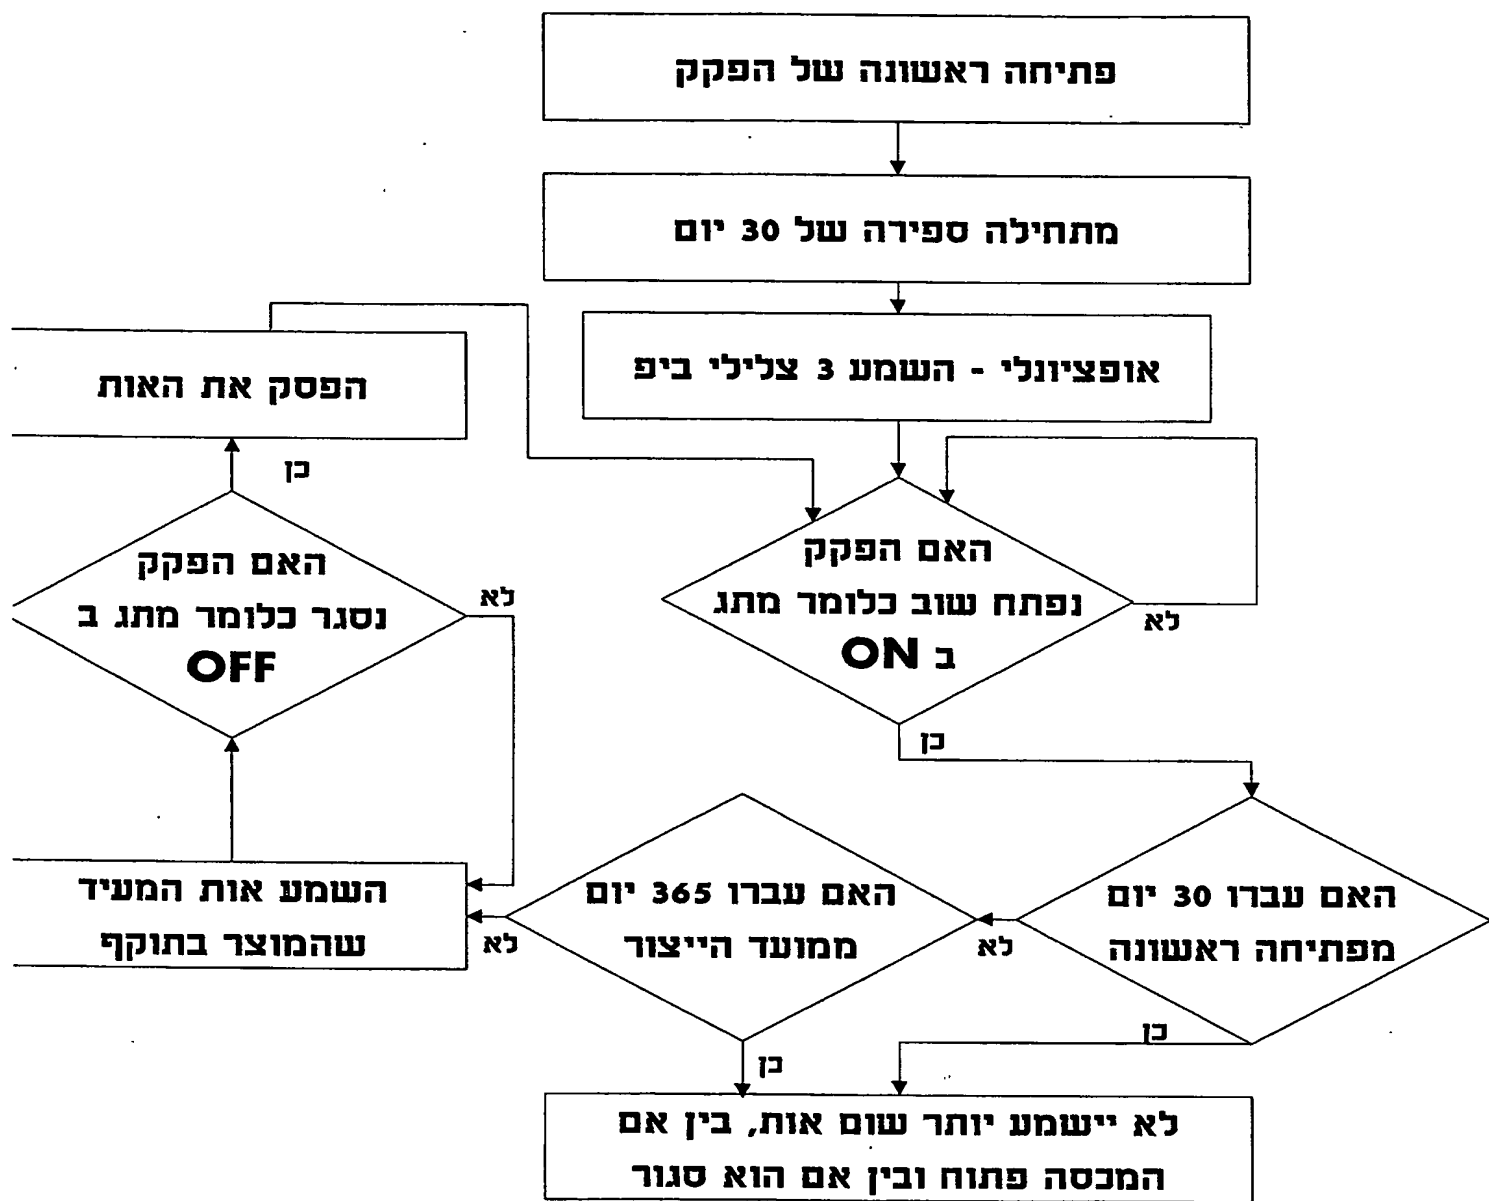 פתיחה ראשונה של הפקק
מתחילה ספירה של 30 יום
אופציונלי - השמע 3 צלילי ביפ
האם הפקק
נפתח שוב כלומר מתג
ב ON
לא
כן
האם עברו 30 יום
מפתיחה ראשונה
לא
כן
האם עברו 365 יום
ממועד הייצור
לא
כן
השמע אות המעיד
שהמוצר בתוקף
האם הפקק
נסגר כלומר מתג ב
OFF
לא
כן
הפסק את האות
לא יישמע יותר שום אות, בין אם
המכסה פתוח ובין אם הוא סגור